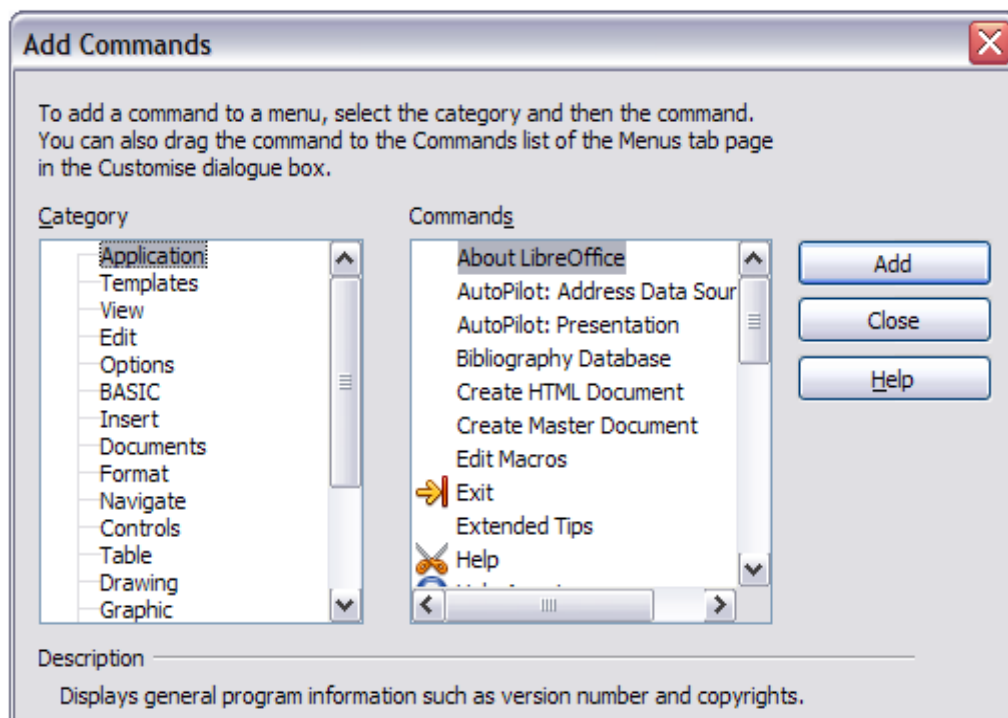 Add Commands
To add a command to a menu, select the category and then the command.
You can also drag the command to the Commands list of the Menus tab page
in the Customise dialogue box.
Category
Application
Templates
View
Edit
Options
BASIC
Insert
Documents
Format
Navigate
Controls
Table
Drawing
Graphic
Commands
About LibreOffice
AutoPilot: Address Data Sour
AutoPilot: Presentation
Bibliography Database
Create HTML Document
Create Master Document
Edit Macros
Exit
Extended Tips
Help
Add
Close
Help
Description
Displays general program information such as version number and copyrights.